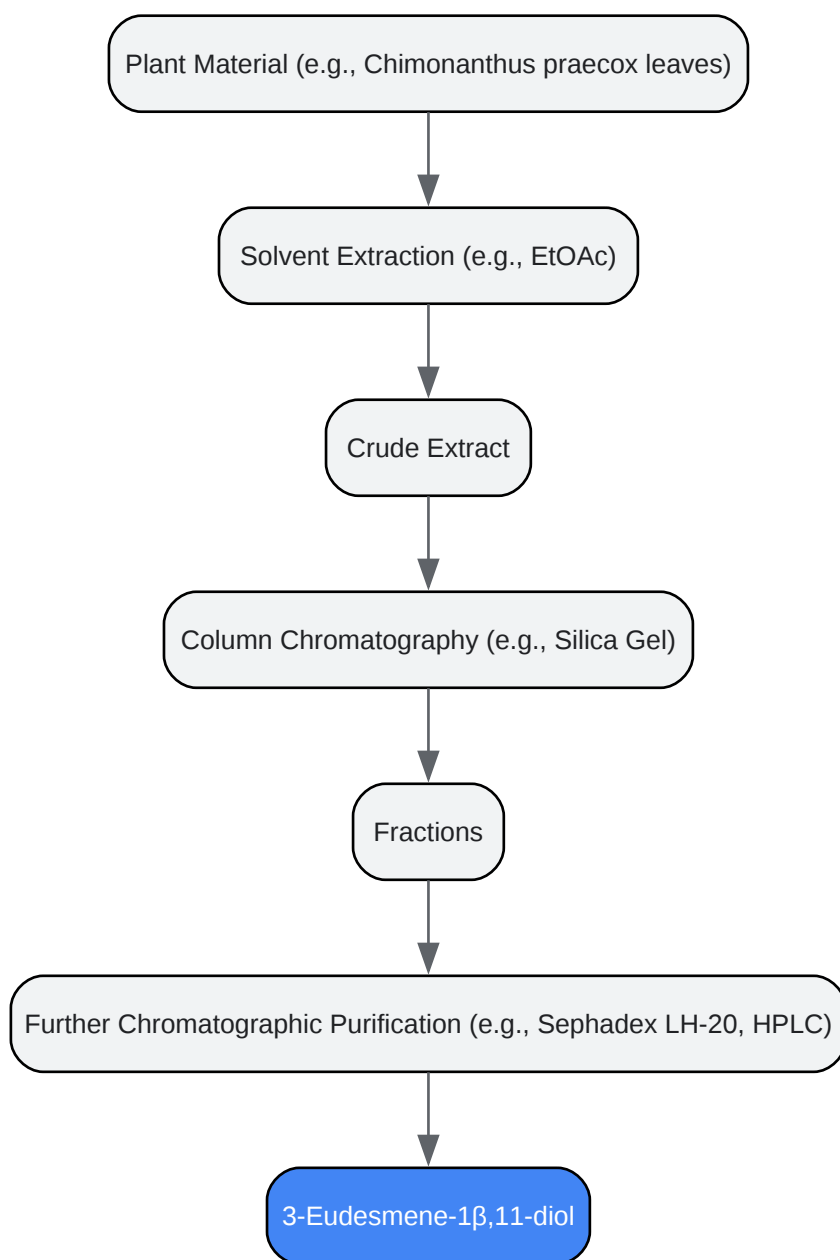 Plant Material (e.g., Chimonanthus praecox leaves)
Solvent Extraction (e.g., EtOAc)
Crude Extract
Column Chromatography (e.g., Silica Gel)
Fractions
Further Chromatographic Purification (e.g., Sephadex LH-20, HPLC)
3-Eudesmene-1β,11-diol